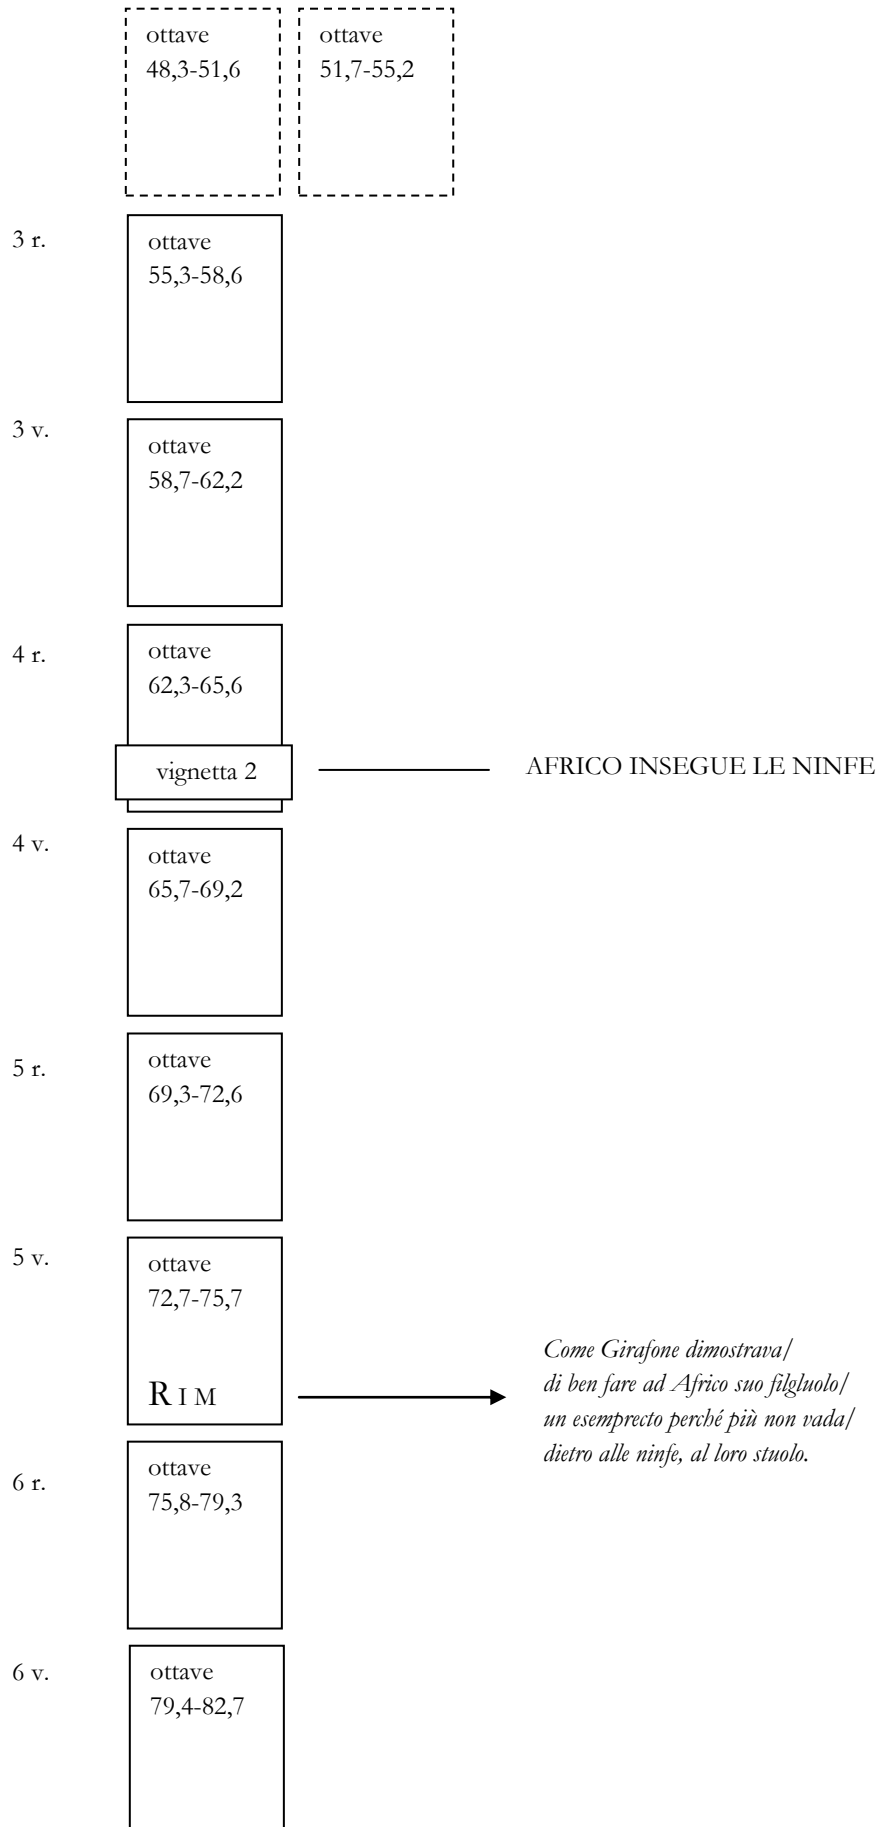 ottave
48,3-51,6
ottave
51,7-55,2
3 r.
ottave
55,3-58,6
3 v.
ottave
58,7-62,2
4 r.
ottave
62,3-65,6
vignetta 2
AFRICO INSEGUE LE NINFE
4 v.
ottave
65,7-69,2
5 r.
ottave
69,3-72,6
5 v.
ottave
72,7-75,7
RIM
Come Girafone dimostrava/
di ben fare ad Africo suo filgluolo/
un esemprecto perché più non vada/
dietro alle ninfe, al loro stuolo.
6 r.
ottave
75,8-79,3
6 v.
ottave
79,4-82,7